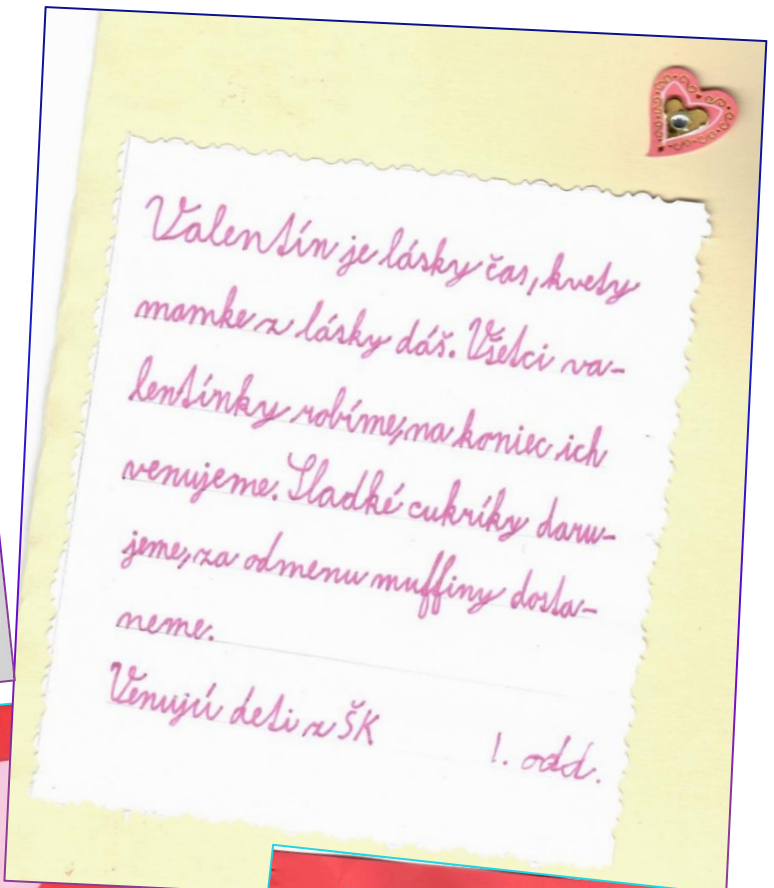 Valentín je lásky čas, kvety
mamke z lásky dáš. Všetci va-
lentínky robíme, na koniec ich
venujeme. Sladké cukríky daru-
jeme, za odmenu muffiny dosta-
neme.
Venujú deti z ŠK 1. odd.